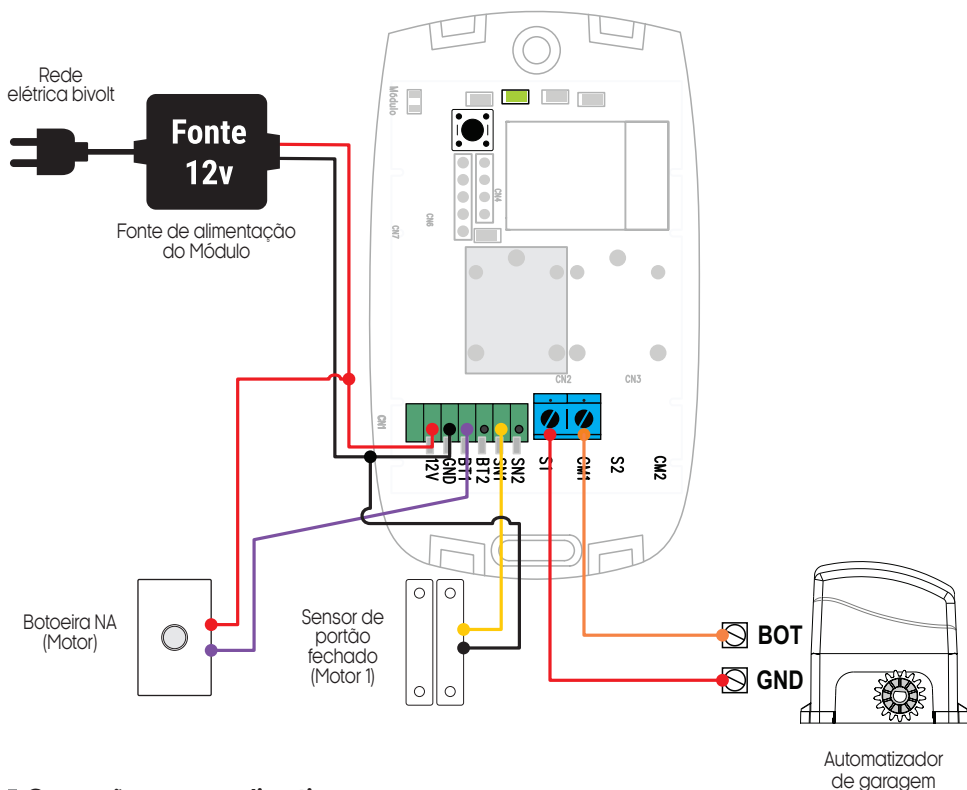 Rede
elétrica bivolt
Fonte
12v
Fonte de alimentação
do Módulo
Módulo
CN4
CN6
CN7
CN2
CN3
CN1
12V
GND
BT1
BT2
SN1
SN2
S1
CM1
S2
CM2
Botoeira NA
(Motor)
Sensor de
portão
fechado
(Motor 1)
BOT
GND
Automatizador
de garagem